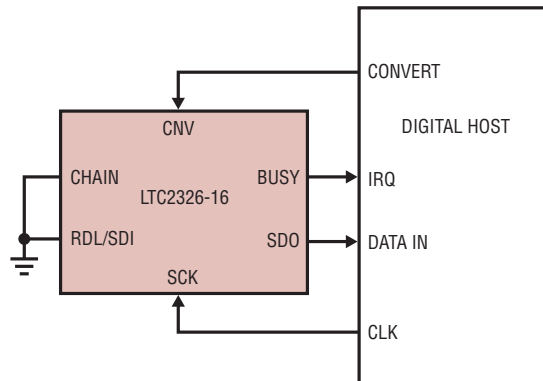 CONVERT
CNV
DIGITAL HOST
CHAIN
BUSY
IRQ
LTC2326-16
RDL/SDI
SDO
DATA IN
SCK
CLK